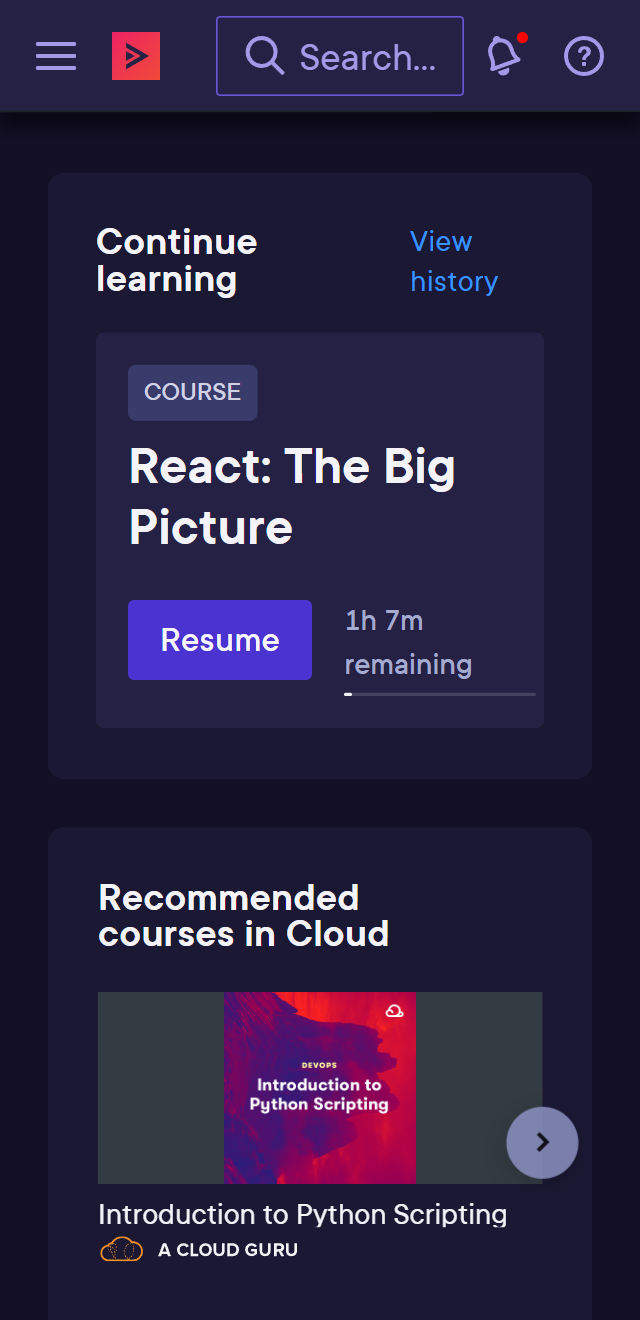 Search...
Continue
learning
View
history
COURSE
React: The Big
Picture
Resume
1h 7m
remaining
Recommended
courses in Cloud
DEVOPS
Introduction to
Python Scripting
Introduction to Python Scripting
A CLOUD GURU